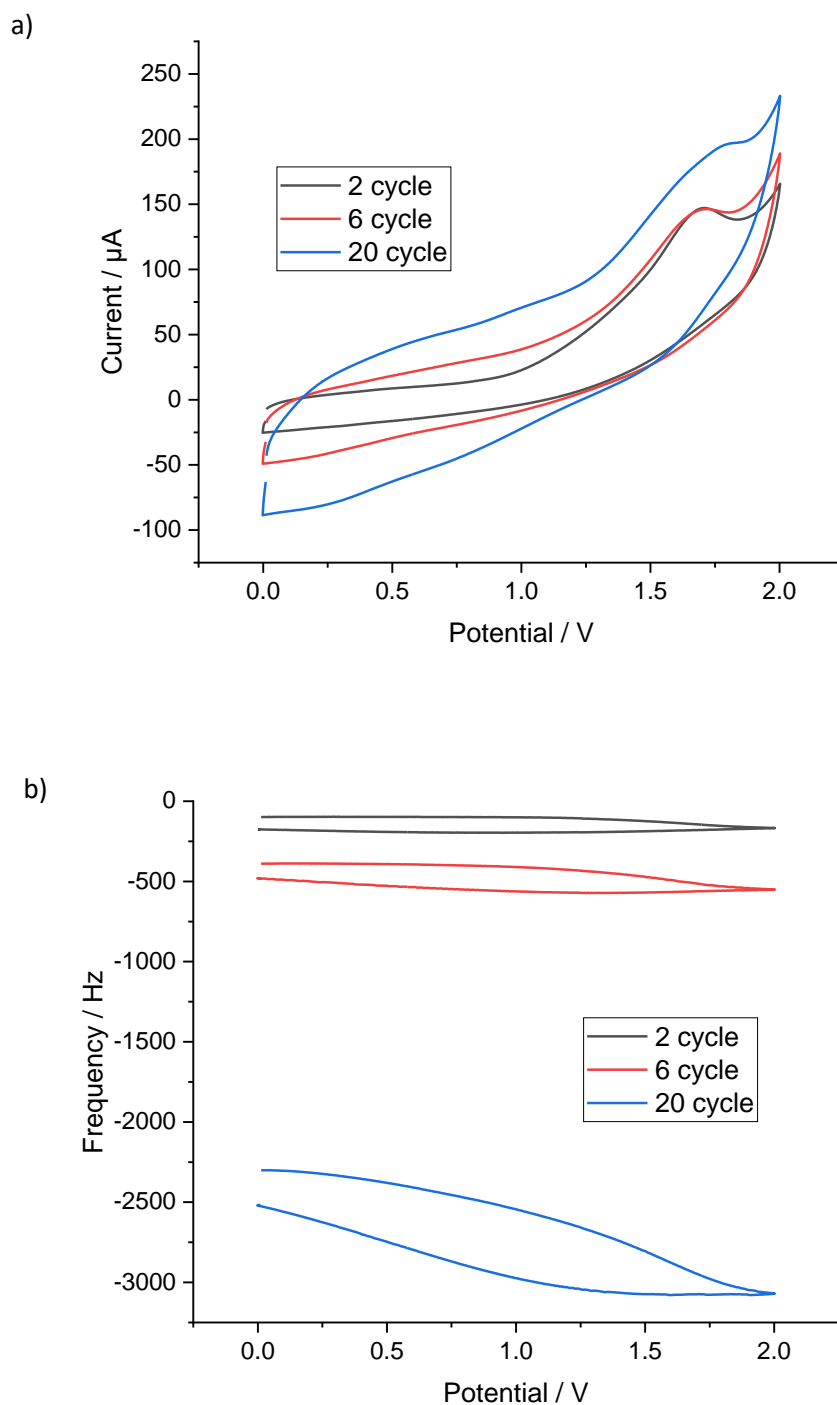 a)
250
200
150
100
50
0
-50
-100
Current / µA
2 cycle
6 cycle
20 cycle
0.0 0.5 1.0 1.5 2.0
Potential / V
b)
0
-500
-1000
-1500
-2000
-2500
-3000
Frequency / Hz
2 cycle
6 cycle
20 cycle
0.0 0.5 1.0 1.5 2.0
Potential / V